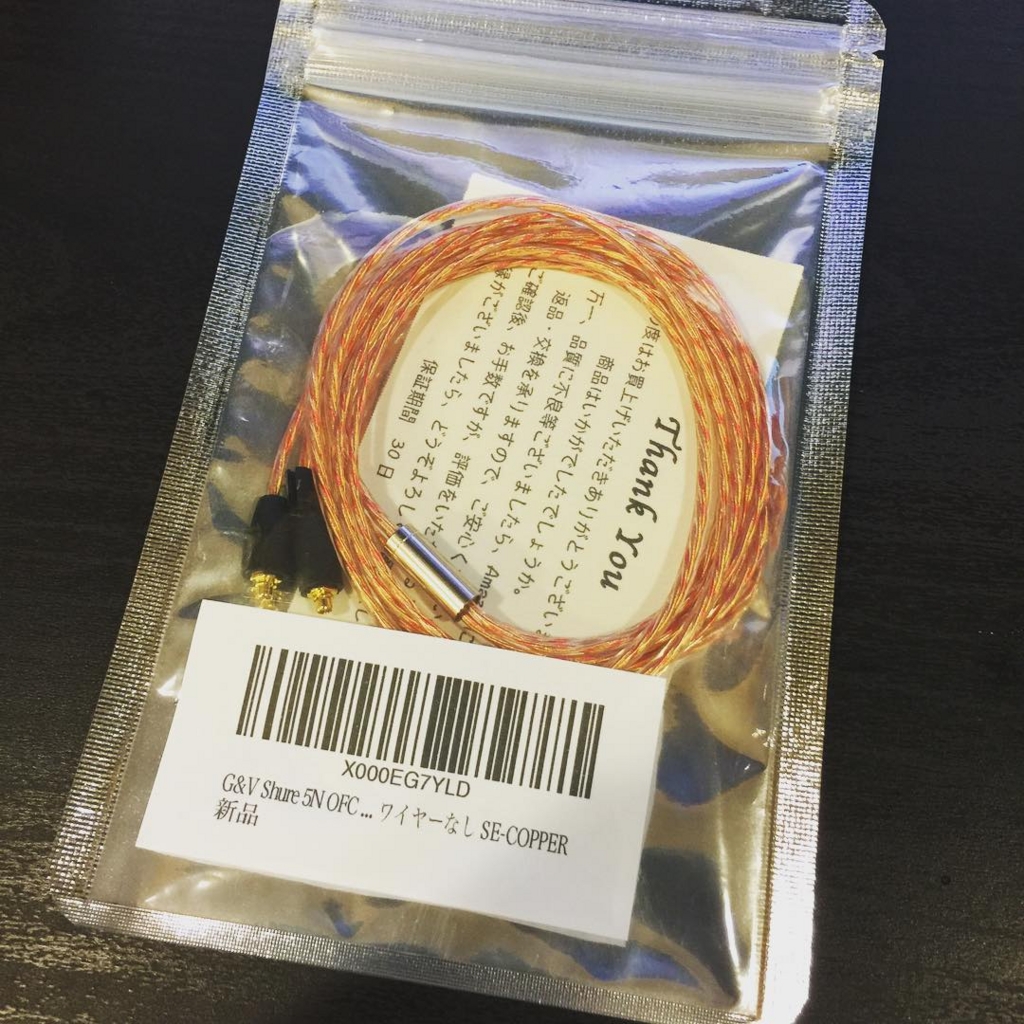 Thank You
度はお買上げいただきありがとうござい
商品はいかがでしたでしょうか。
万一、品質に不良等ございましたら、Ama
返品・交換を承りますので、ご安心く
ご確認後、お手数ですが、評価をいた
縁がございましたら、どうぞよろし
保証期間 30日
X000EG7YLD
G&V Shure 5N OFC ... ワイヤーなし SE-COPPER
新品